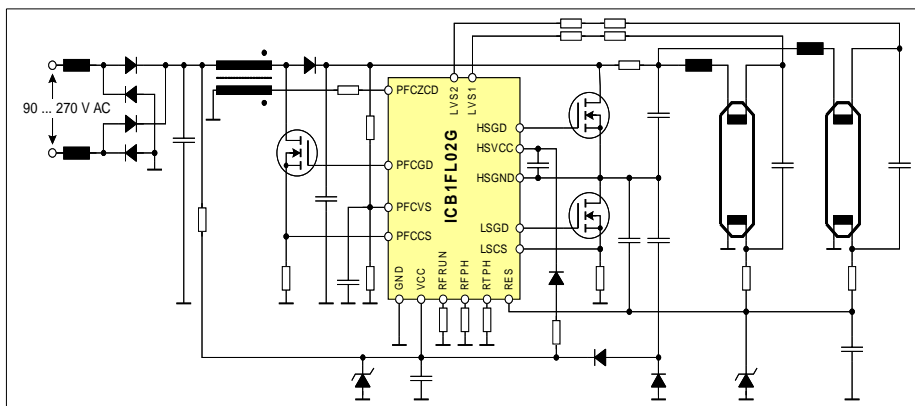 LVS2
LVS1
90 ... 270 V AC
PFCZCD
HSGD
HSVCC
PFCGD
HSGND
ICB1FL02G
PFCVS
LSGD
PFCCS
LSCS
GND
VCC
RFRUN
RFPH
RTPH
RES